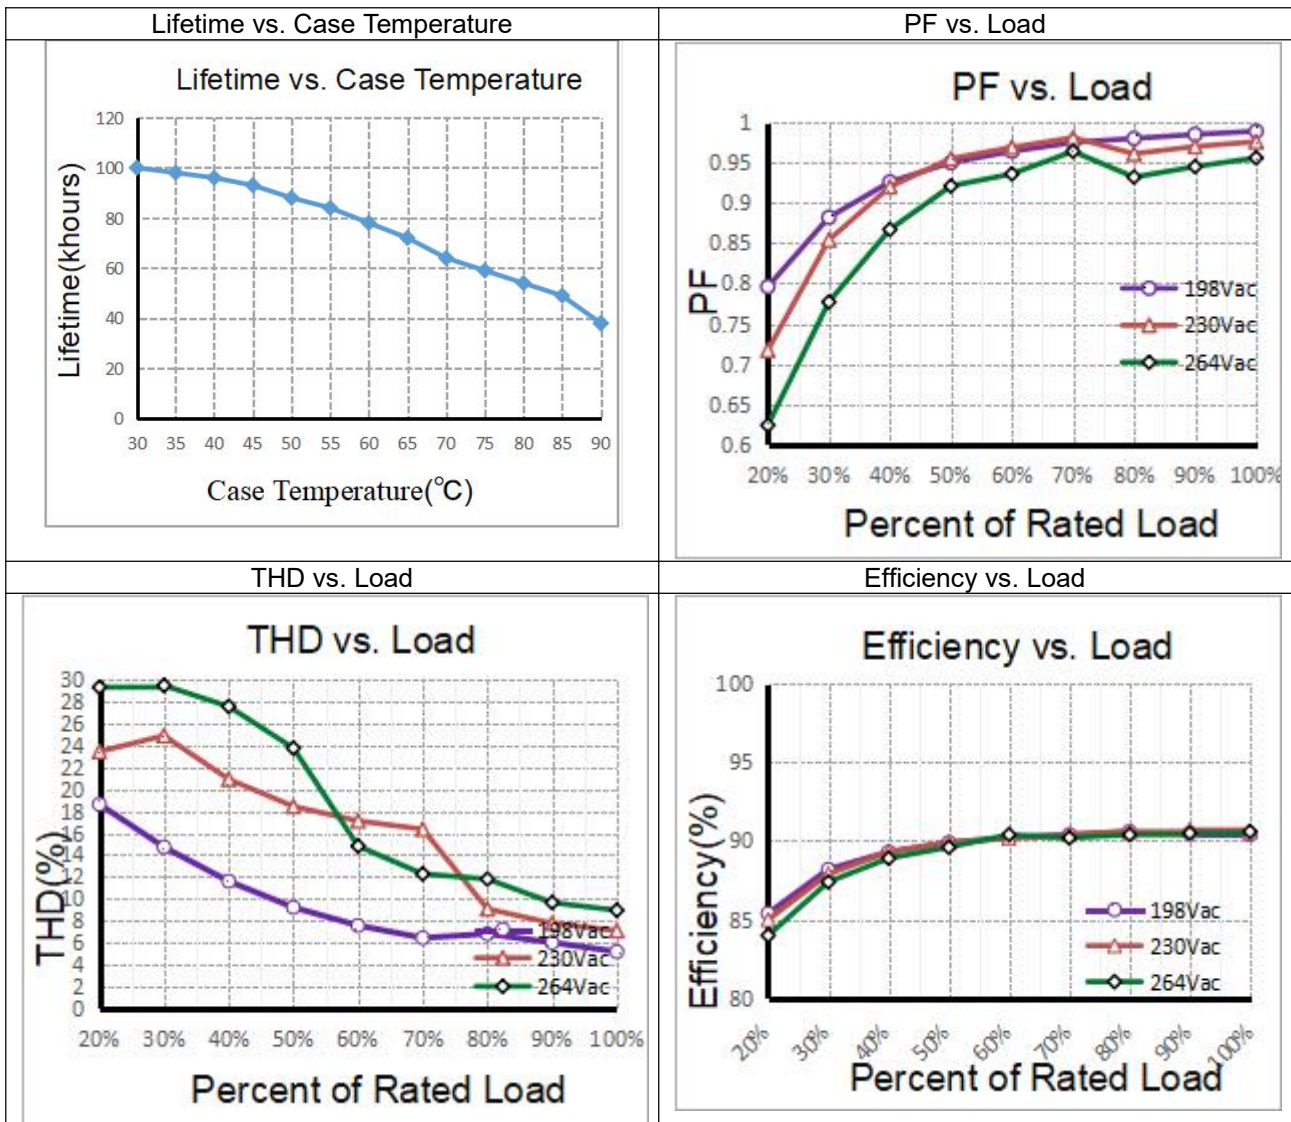 Lifetime vs. Case Temperature
PF vs. Load
Lifetime vs. Case Temperature
120
100
80
60
40
20
0
Lifetime(khours)
30 35 40 45 50 55 60 65 70 75 80 85 90
Case Temperature(℃)
PF vs. Load
1
0.95
0.9
0.85
0.8
0.75
0.7
0.65
0.6
PF
198Vac
230Vac
264Vac
20% 30% 40% 50% 60% 70% 80% 90% 100%
Percent of Rated Load
THD vs. Load
Efficiency vs. Load
THD vs. Load
30
28
26
24
22
20
18
16
14
12
10
8
6
4
2
0
THD(%)
198Vac
230Vac
264Vac
20% 30% 40% 50% 60% 70% 80% 90% 100%
Percent of Rated Load
Efficiency vs. Load
100
95
90
85
80
Efficiency(%)
198Vac
230Vac
264Vac
20% 30% 40% 50% 60% 70% 80% 90% 100%
Percent of Rated Load